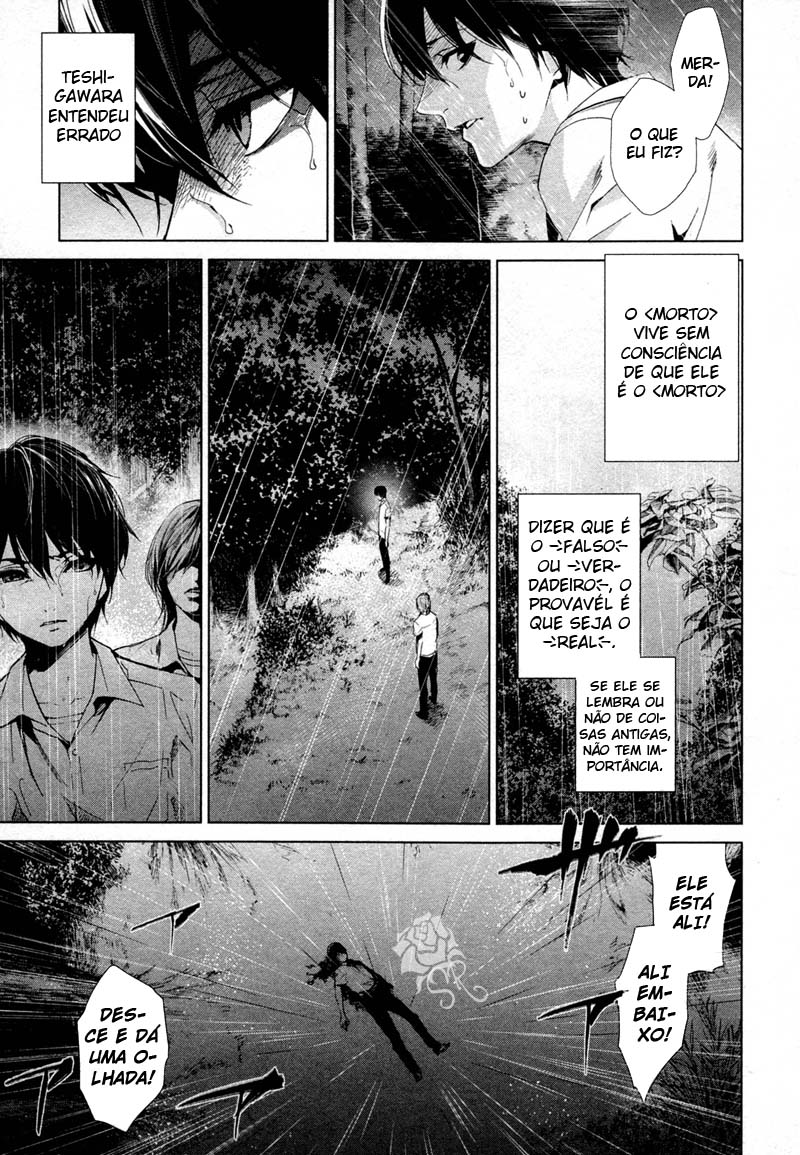 MER-
DA!
O QUE
EU FIZ?
TESHI-
GAWARA
ENTENDEU
ERRADO
O <MORTO>
VIVE SEM
CONSCIÊNCIA
DE QUE ELE
É O <MORTO>
DIZER QUE É
O ⊰FALSO⊱
OU ⊰VER-
DADEIRO⊱, O
PROVAVÉL É
QUE SEJA O
⊰REAL⊱.
SE ELE SE
LEMBRA OU
NÃO DE COI-
SAS ANTIGAS,
NÃO TEM IM-
PORTÂNCIA.
ELE
ESTÁ
ALI!
ALI
EM-
BAI-
XO!
DES-
CE E DÁ
UMA O-
LHADA!
SR